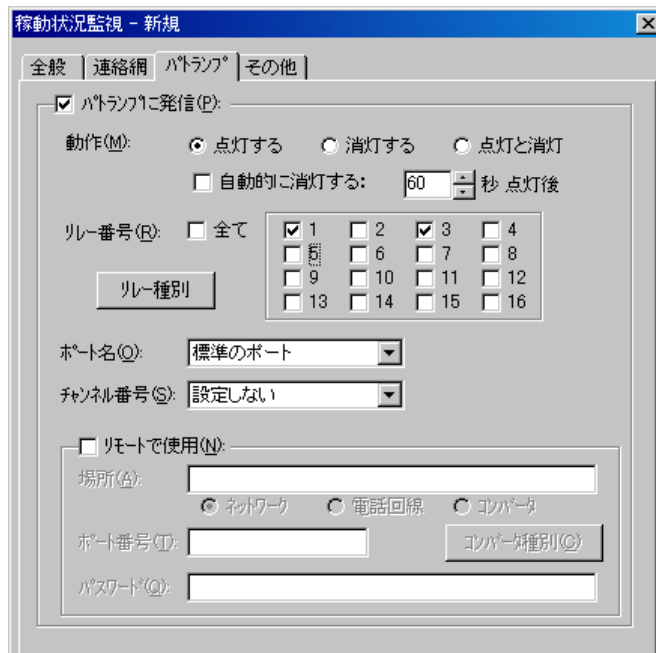 稼動状況監視 - 新規
全般 連絡網 ﾊﾟﾄﾗﾝﾌﾟ その他
ﾊﾟﾄﾗﾝﾌﾟに発信(P):
動作(M): 点灯する 消灯する 点灯と消灯
自動的に消灯する: 60 秒 点灯後
ﾘﾚｰ番号(R): 全て 1 2 3 4
5 6 7 8
9 10 11 12
ﾘﾚｰ種別 13 14 15 16
ﾎﾟｰﾄ名(O): 標準のポート
ﾁｬﾝﾈﾙ番号(S): 設定しない
ﾘﾓｰﾄで使用(N):
場所(A):
ﾈｯﾄﾜｰｸ 電話回線 ｺﾝﾊﾞｰﾀ
ﾎﾟｰﾄ番号(T): ｺﾝﾊﾞｰﾀ種別(C)
ﾊﾟｽﾜｰﾄﾞ(Q):